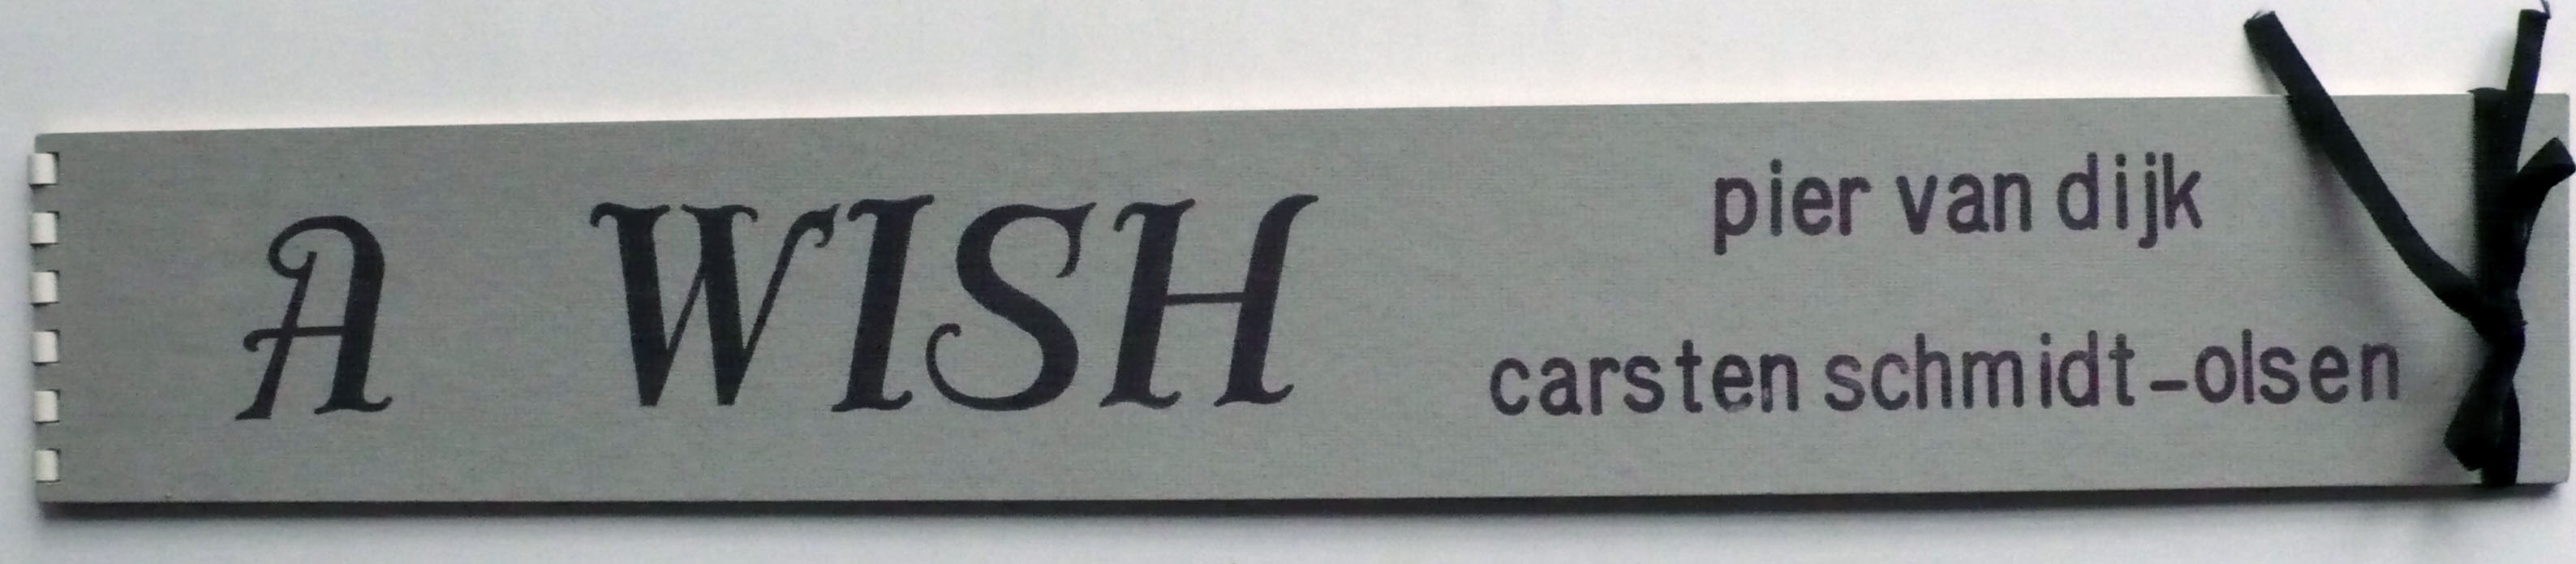 A WISH
pier van dijk
carsten schmidt-olsen